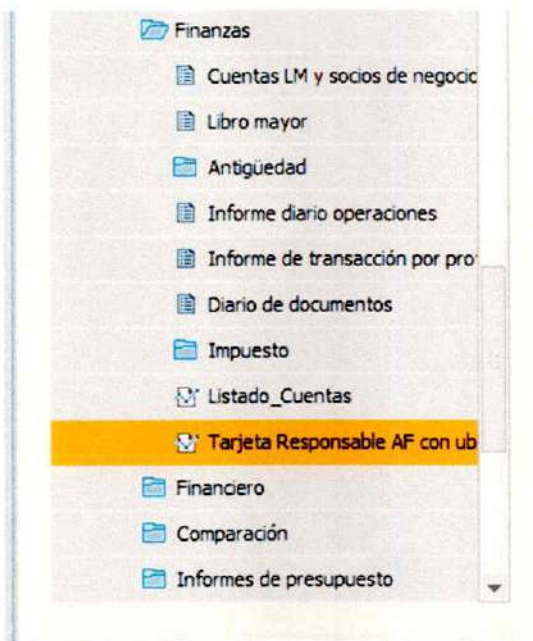 Finanzas
Cuentas LM y socios de negocic
Libro mayor
Antigüedad
Informe diario operaciones
Informe de transacción por pro
Diario de documentos
Impuesto
Listado_Cuentas
Tarjeta Responsable AF con ub
Financiero
Comparación
Informes de presupuesto